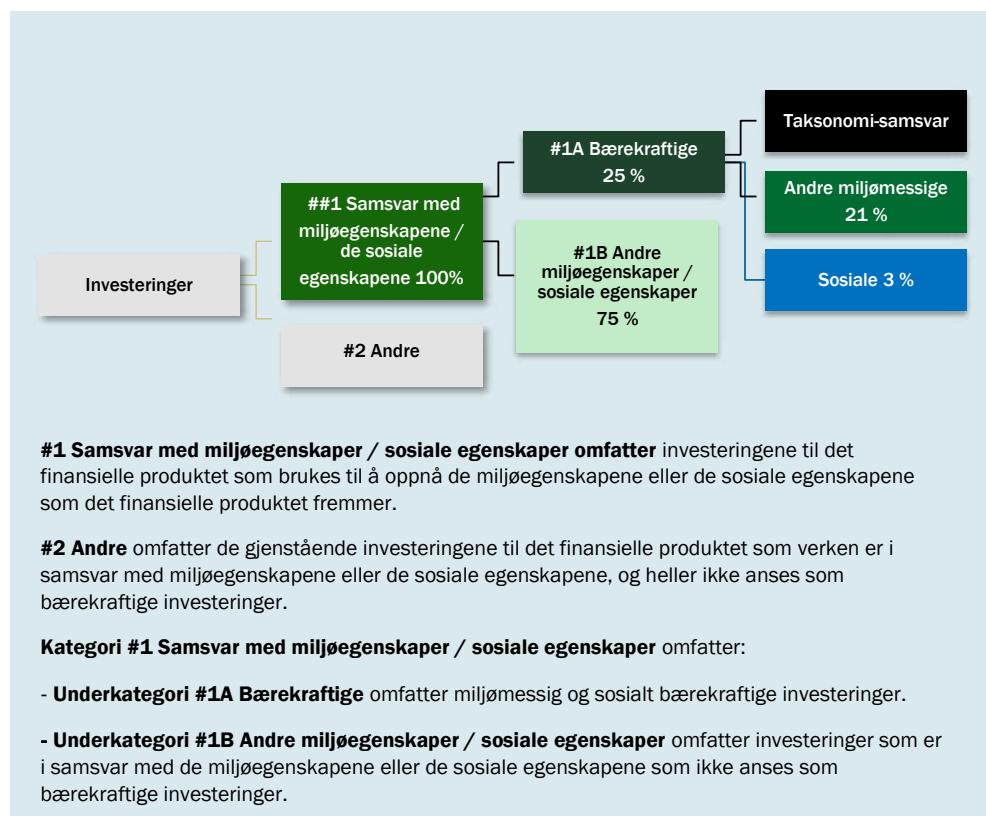 Investeringer
##1 Samsvar med
miljøegenskapene /
de sosiale
egenskapene 100%
#2 Andre
#1A Bærekraftige
25 %
#1B Andre
miljøegenskaper /
sosiale egenskaper
75 %
Taksonomi-samsvar
Andre miljømessige
21 %
Sosiale 3 %
#1 Samsvar med miljøegenskaper / sosiale egenskaper omfatter investeringene til det
finansielle produktet som brukes til å oppnå de miljøegenskapene eller de sosiale egenskapene
som det finansielle produktet fremmer.
#2 Andre omfatter de gjenstående investeringene til det finansielle produktet som verken er i
samsvar med miljøegenskapene eller de sosiale egenskapene, og heller ikke anses som
bærekraftige investeringer.
Kategori #1 Samsvar med miljøegenskaper / sosiale egenskaper omfatter:
- Underkategori #1A Bærekraftige omfatter miljømessig og sosialt bærekraftige investeringer.
- Underkategori #1B Andre miljøegenskaper / sosiale egenskaper omfatter investeringer som er
i samsvar med de miljøegenskapene eller de sosiale egenskapene som ikke anses som
bærekraftige investeringer.